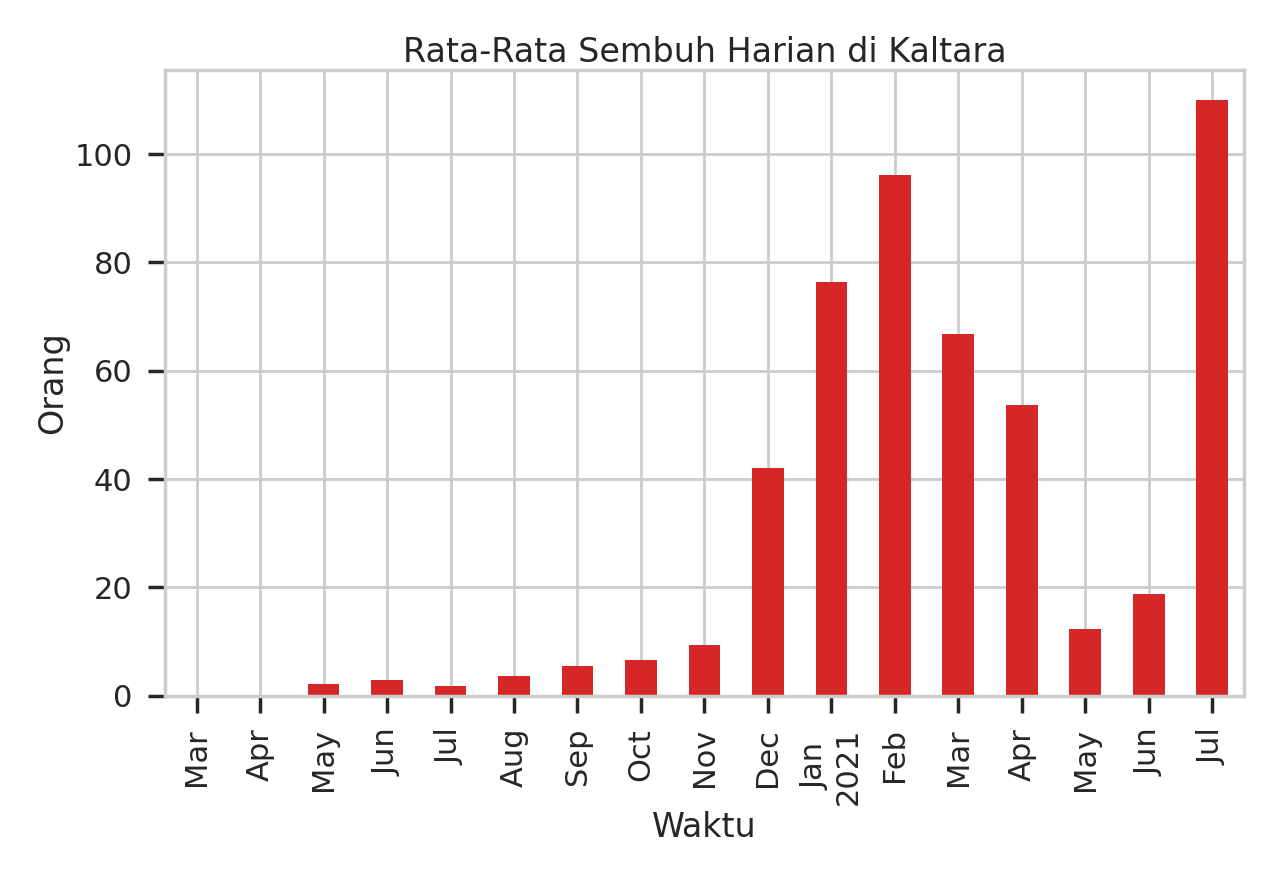 Rata-Rata Sembuh Harian di Kaltara
Orang
100
80
60
40
20
0
Mar
Apr
May
Jun
Jul
Aug
Sep
Oct
Nov
Dec
Jan
2021
Feb
Mar
Apr
May
Jun
Jul
Waktu